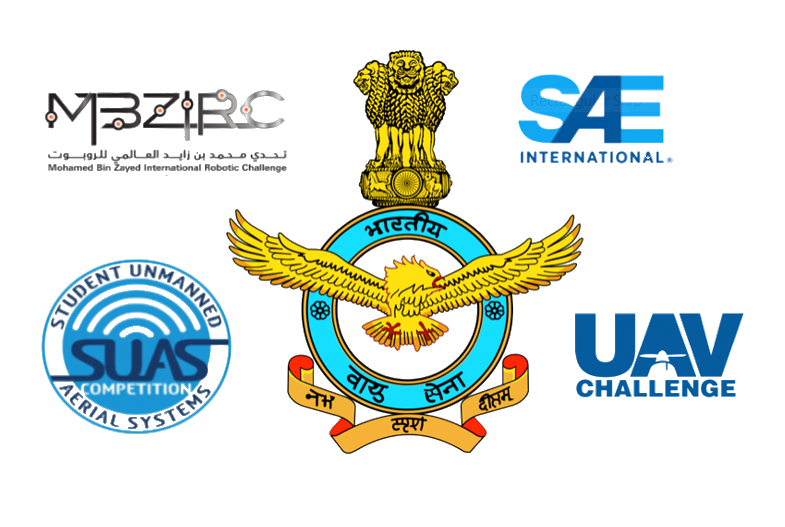 MBZIRC
تحدي محمد بن زايد العالمي للروبوت
Mohamed Bin Zayed International Robotic Challenge
SAE
INTERNATIONAL®
भारतीय
वायु सेना
नभः
स्पृशं
दीप्तम्
STUDENT UNMANNED
SUAS
COMPETITION
AERIAL SYSTEMS
UAV
CHALLENGE